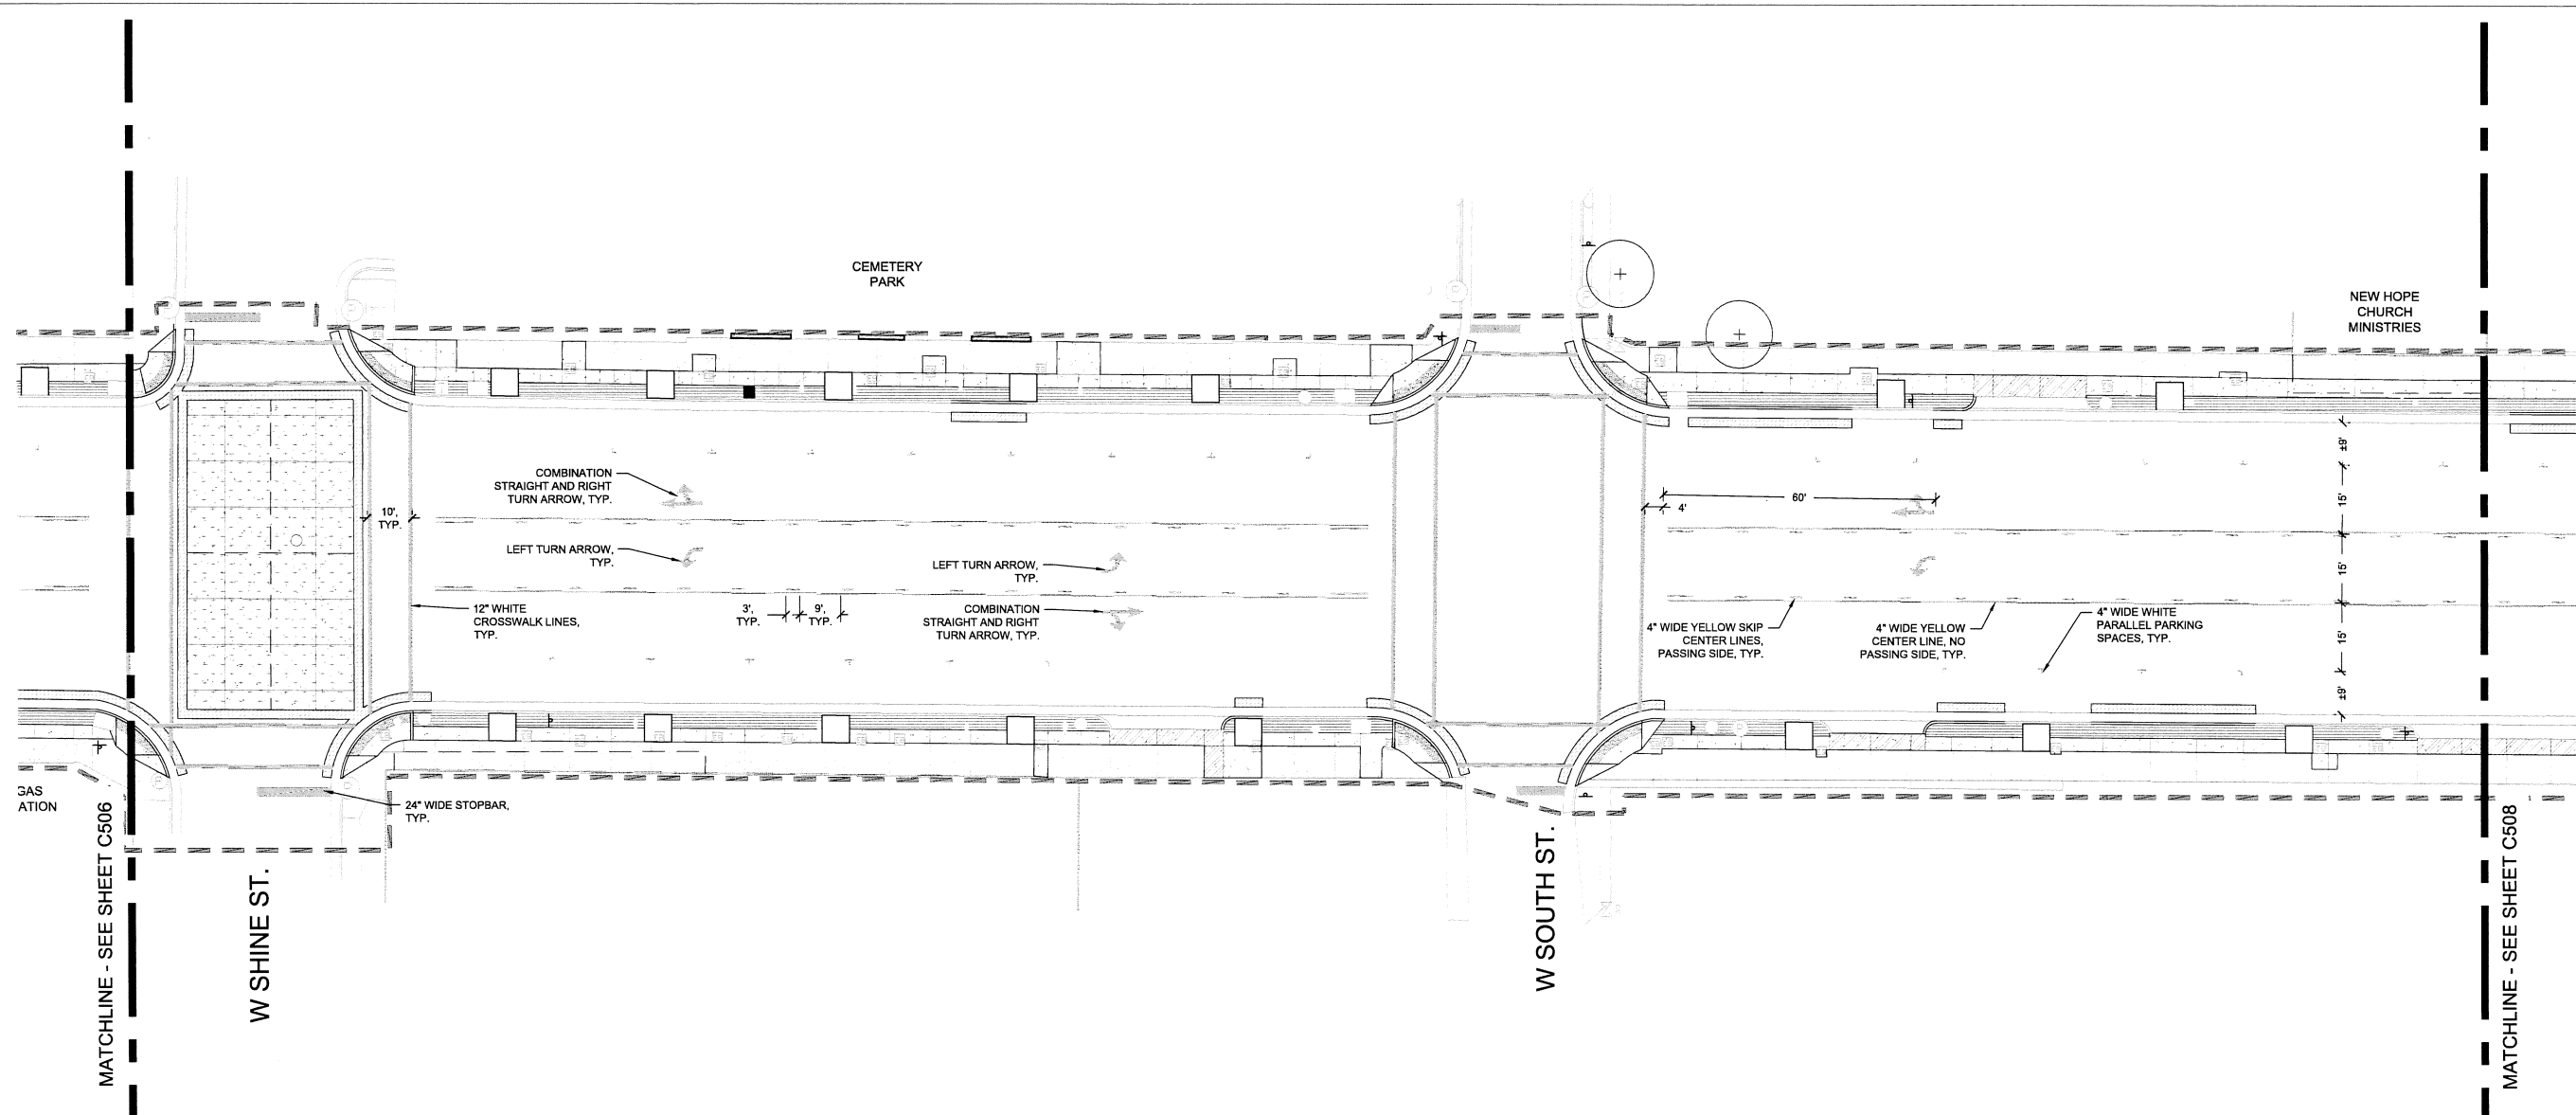 CEMETERY
PARK
NEW HOPE
CHURCH
MINISTRIES
COMBINATION
STRAIGHT AND RIGHT
TURN ARROW, TYP.
10',
TYP.
LEFT TURN ARROW,
TYP.
LEFT TURN ARROW,
TYP.
12" WHITE
CROSSWALK LINES,
TYP.
3',
TYP.
9',
TYP.
COMBINATION
STRAIGHT AND RIGHT
TURN ARROW, TYP.
60'
4'
4" WIDE YELLOW SKIP
CENTER LINES,
PASSING SIDE, TYP.
4" WIDE YELLOW
CENTER LINE, NO
PASSING SIDE, TYP.
4" WIDE WHITE
PARALLEL PARKING
SPACES, TYP.
±9'
15'
15'
15'
±9'
24" WIDE STOPBAR,
TYP.
GAS
ATION
MATCHLINE - SEE SHEET C506
W SHINE ST.
W SOUTH ST.
MATCHLINE - SEE SHEET C508